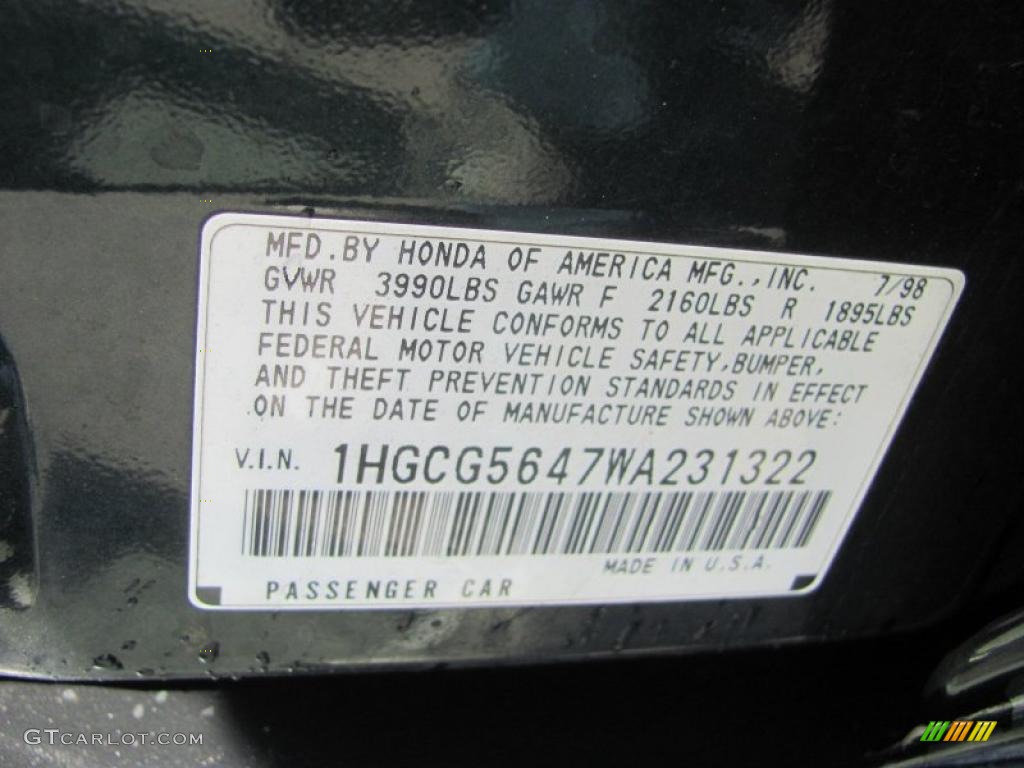 MFD.BY HONDA OF AMERICA MFG.,INC. 7/98
GVWR 3990LBS GAWR F 2160LBS R 1895LBS
THIS VEHICLE CONFORMS TO ALL APPLICABLE
FEDERAL MOTOR VEHICLE SAFETY,BUMPER,
AND THEFT PREVENTION STANDARDS IN EFFECT
ON THE DATE OF MANUFACTURE SHOWN ABOVE:
V.I.N. 1HGCG5647WA231322
MADE IN U.S.A.
PASSENGER CAR
GTCARLOT.COM